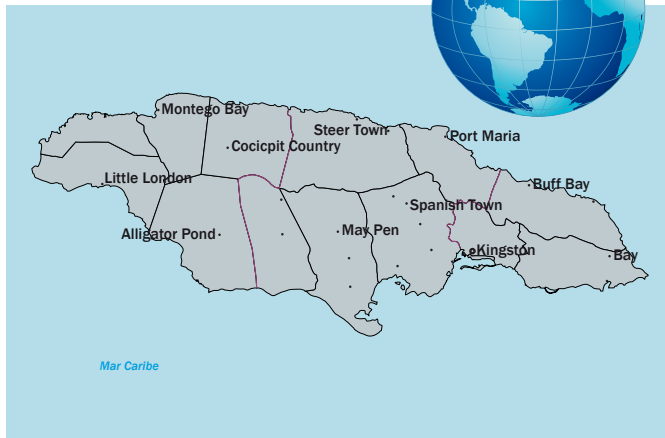 Montego Bay
Steer Town
Port Maria
Cocicpit Country
Little London
Buff Bay
Spanish Town
Alligator Pond
May Pen
Kingston
Bay
Mar Caribe